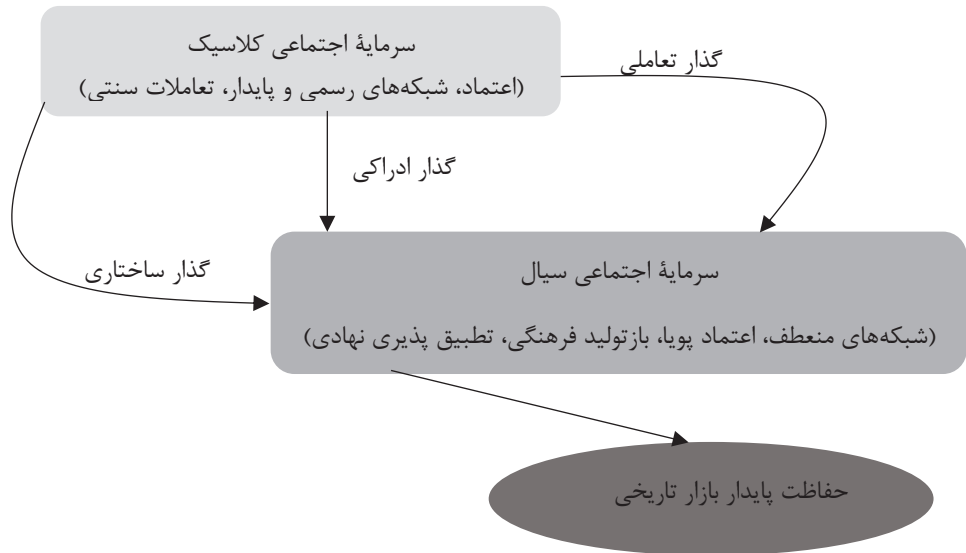 سرمایهٔ اجتماعی کلاسیک
(اعتماد، شبکه‌های رسمی و پایدار، تعاملات سنتی)
گذار تعاملی
گذار ادراکی
گذار ساختاری
سرمایهٔ اجتماعی سیال
(شبکه‌های منعطف، اعتماد پویا، بازتولید فرهنگی، تطبیق پذیری نهادی)
حفاظت پایدار بازار تاریخی